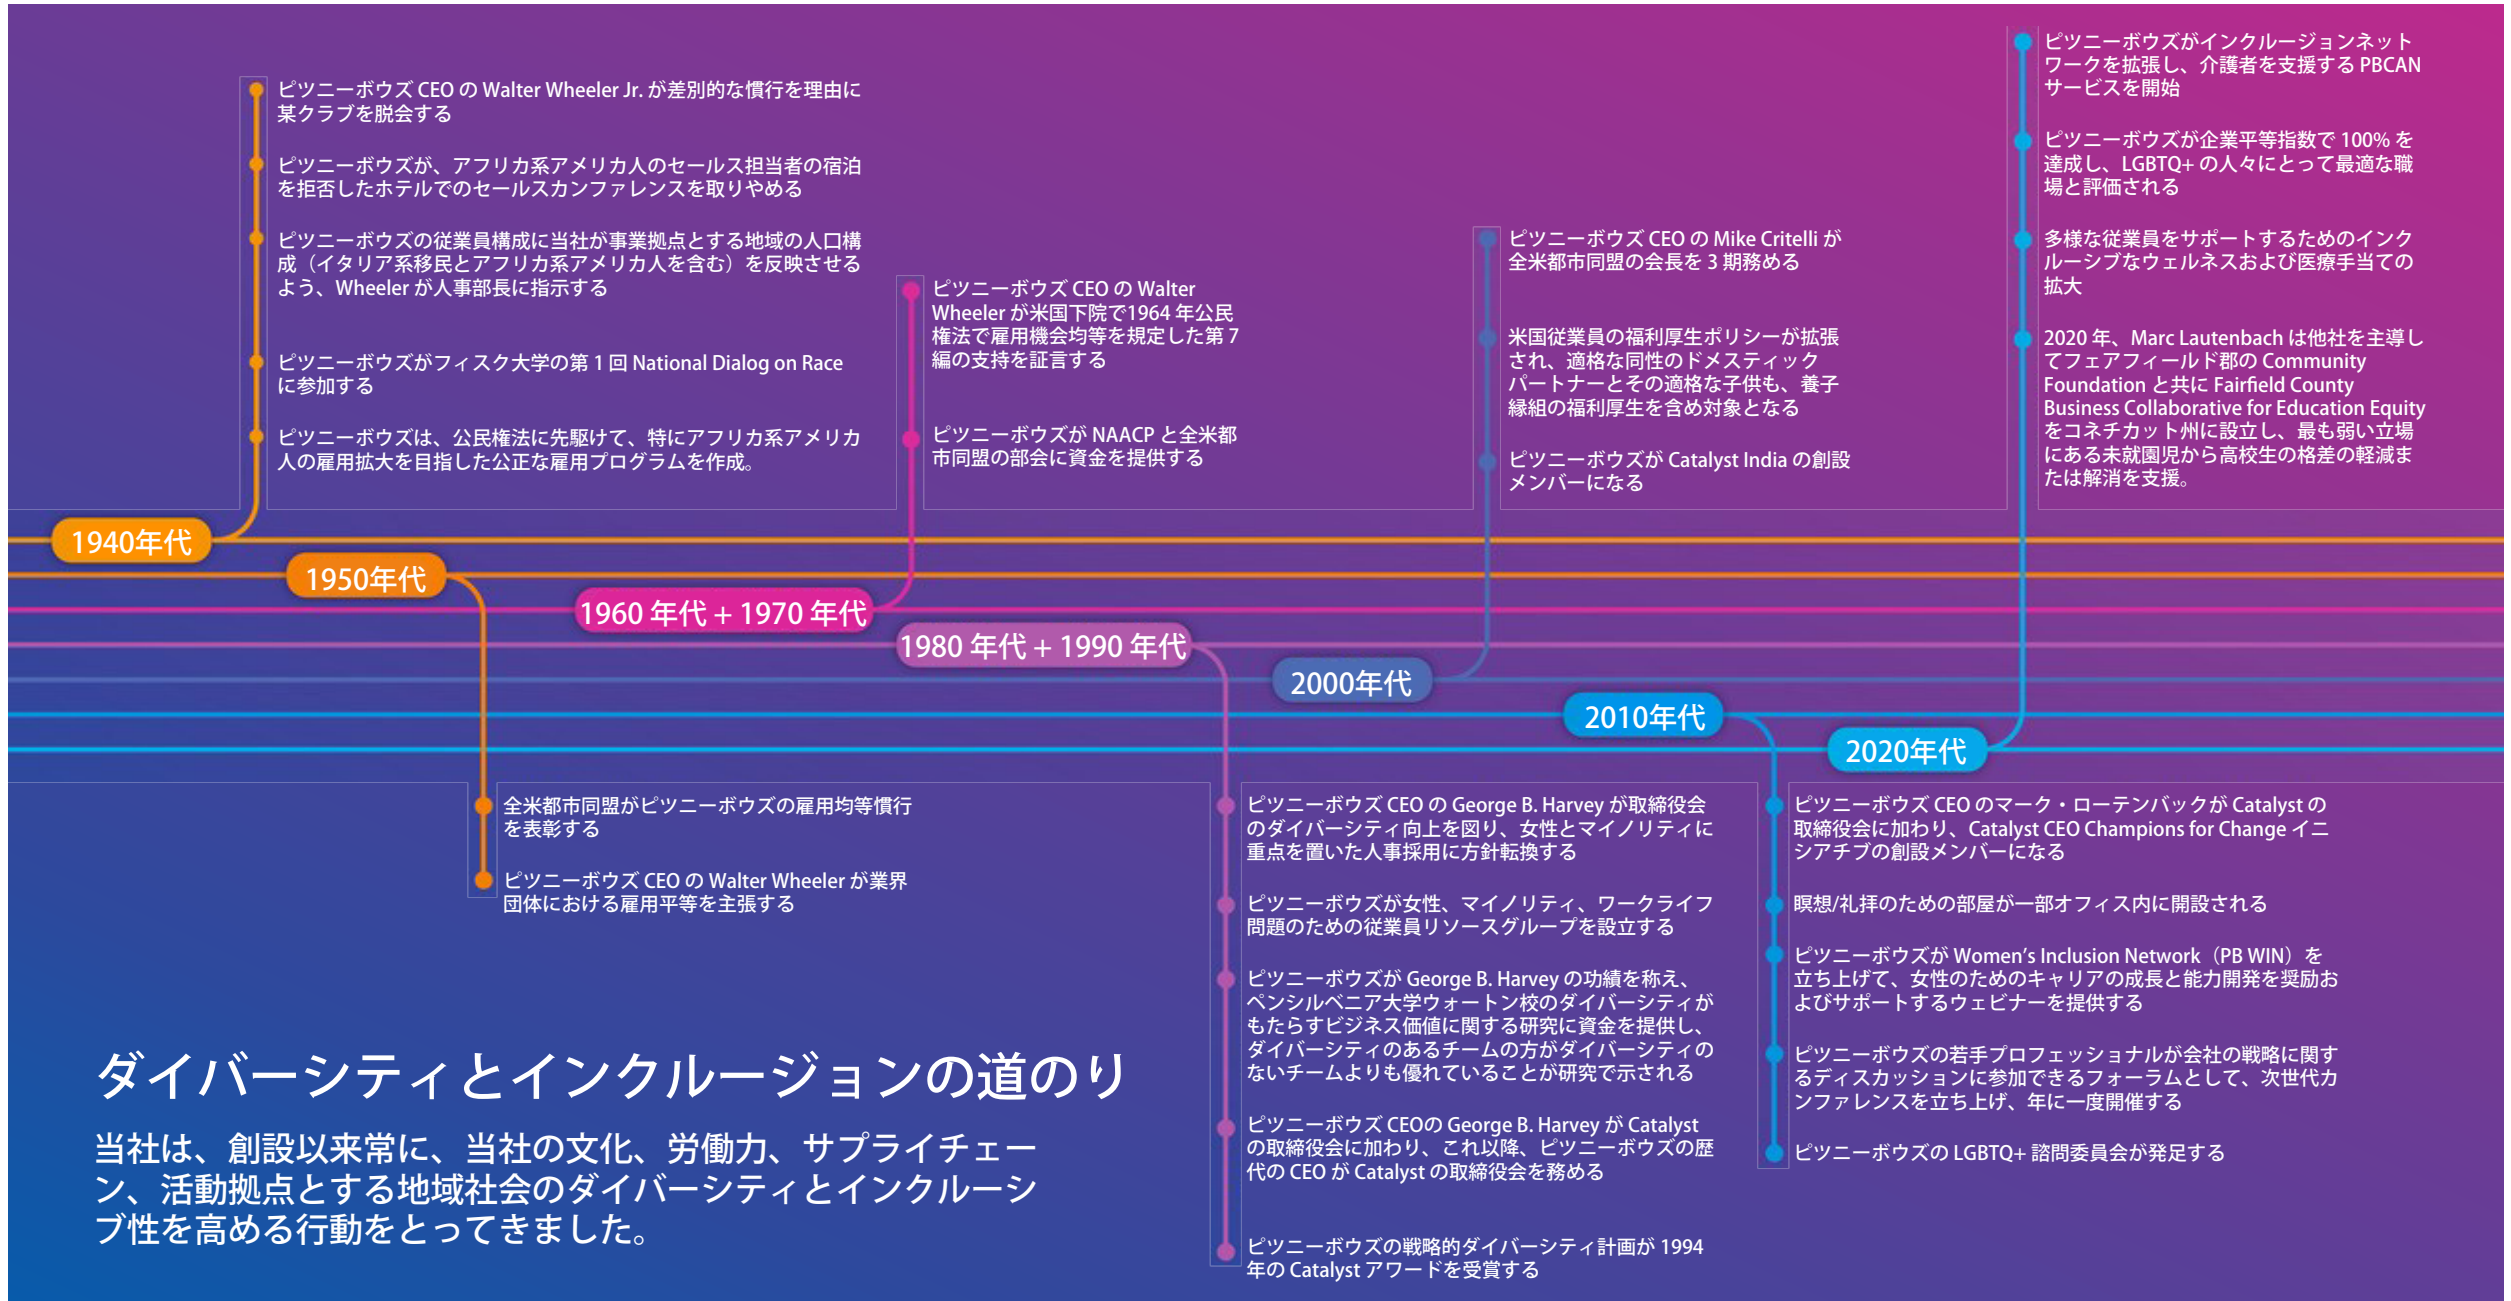 ピツニーボウズ CEO の Walter Wheeler Jr. が差別的な慣行を理由に
某クラブを脱会する
ピツニーボウズが、アフリカ系アメリカ人のセールス担当者の宿泊
を拒否したホテルでのセールスカンファレンスを取りやめる
ピツニーボウズの従業員構成に当社が事業拠点とする地域の人口構
成（イタリア系移民とアフリカ系アメリカ人を含む）を反映させる
よう、Wheeler が人事部長に指示する
ピツニーボウズがフィスク大学の第 1 回 National Dialog on Race
に参加する
ピツニーボウズは、公民権法に先駆けて、特にアフリカ系アメリカ
人の雇用拡大を目指した公正な雇用プログラムを作成。
1940年代
1950年代
全米都市同盟がピツニーボウズの雇用均等慣行
を表彰する
ピツニーボウズ CEO の Walter Wheeler が業界
団体における雇用平等を主張する
ピツニーボウズ CEO の Walter
Wheeler が米国下院で1964 年公民
権法で雇用機会均等を規定した第 7
編の支持を証言する
ピツニーボウズが NAACP と全米都
市同盟の部会に資金を提供する
1960 年代 + 1970 年代
1980 年代 + 1990 年代
ピツニーボウズ CEO の George B. Harvey が取締役会
のダイバーシティ向上を図り、女性とマイノリティに
重点を置いた人事採用に方針転換する
ピツニーボウズが女性、マイノリティ、ワークライフ
問題のための従業員リソースグループを設立する
ピツニーボウズが George B. Harvey の功績を称え、
ペンシルベニア大学ウォートン校のダイバーシティが
もたらすビジネス価値に関する研究に資金を提供し、
ダイバーシティのあるチームの方がダイバーシティの
ないチームよりも優れていることが研究で示される
ピツニーボウズ CEOの George B. Harvey が Catalyst
の取締役会に加わり、これ以降、ピツニーボウズの歴
代の CEO が Catalyst の取締役会を務める
ピツニーボウズの戦略的ダイバーシティ計画が 1994
年の Catalyst アワードを受賞する
ピツニーボウズ CEO の Mike Critelli が
全米都市同盟の会長を 3 期務める
米国従業員の福利厚生ポリシーが拡張
され、適格な同性のドメスティック
パートナーとその適格な子供も、養子
縁組の福利厚生を含め対象となる
ピツニーボウズが Catalyst India の創設
メンバーになる
2000年代
2010年代
ピツニーボウズ CEO のマーク・ローテンバックが Catalyst の
取締役会に加わり、Catalyst CEO Champions for Change イニ
シアチブの創設メンバーになる
瞑想/礼拝のための部屋が一部オフィス内に開設される
ピツニーボウズが Women's Inclusion Network（PB WIN）を
立ち上げて、女性のためのキャリアの成長と能力開発を奨励お
よびサポートするウェビナーを提供する
ピツニーボウズの若手プロフェッショナルが会社の戦略に関す
るディスカッションに参加できるフォーラムとして、次世代カ
ンファレンスを立ち上げ、年に一度開催する
ピツニーボウズの LGBTQ+ 諮問委員会が発足する
ピツニーボウズがインクルージョンネット
ワークを拡張し、介護者を支援する PBCAN
サービスを開始
ピツニーボウズが企業平等指数で 100% を
達成し、LGBTQ+ の人々にとって最適な職
場と評価される
多様な従業員をサポートするためのインク
ルーシブなウェルネスおよび医療手当ての
拡大
2020 年、Marc Lautenbach は他社を主導し
てフェアフィールド郡の Community
Foundation と共に Fairfield County
Business Collaborative for Education Equity
をコネチカット州に設立し、最も弱い立場
にある未就園児から高校生の格差の軽減ま
たは解消を支援。
2020年代
ダイバーシティとインクルージョンの道のり
当社は、創設以来常に、当社の文化、労働力、サプライチェー
ン、活動拠点とする地域社会のダイバーシティとインクルーシ
ブ性を高める行動をとってきました。